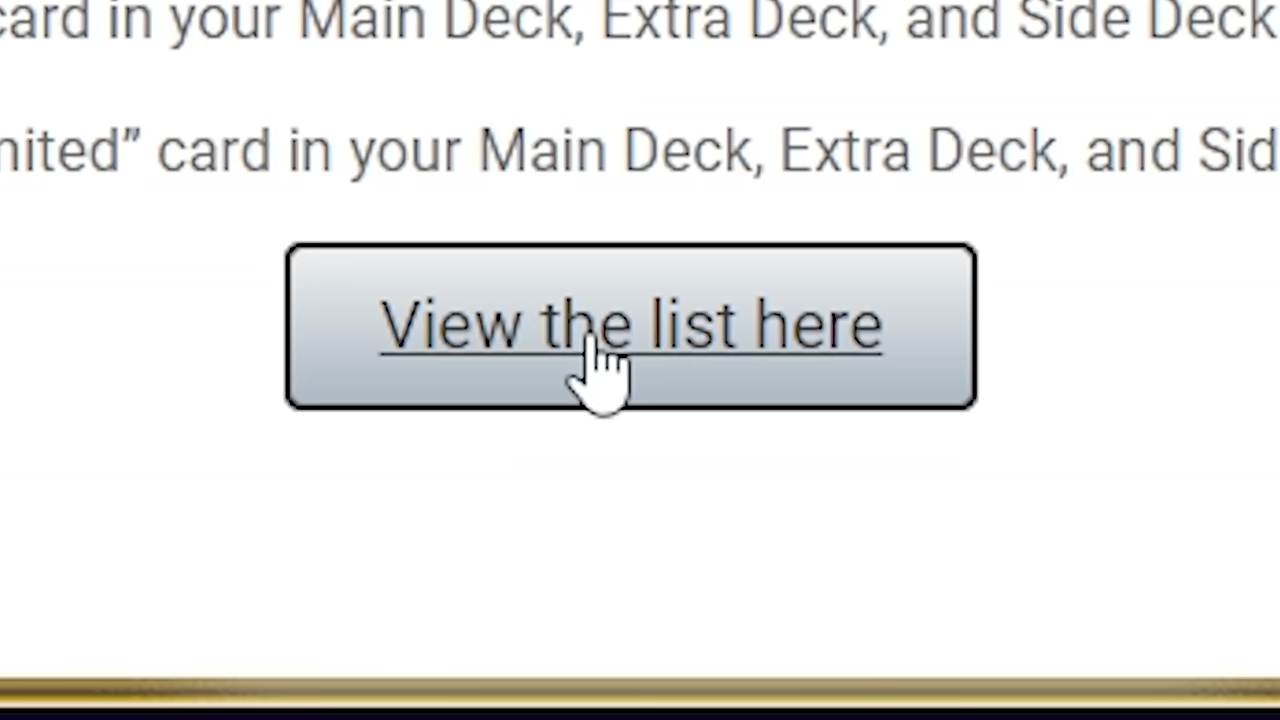 card in your Main Deck, Extra Deck, and Side Deck
nited” card in your Main Deck, Extra Deck, and Sid
View the list here